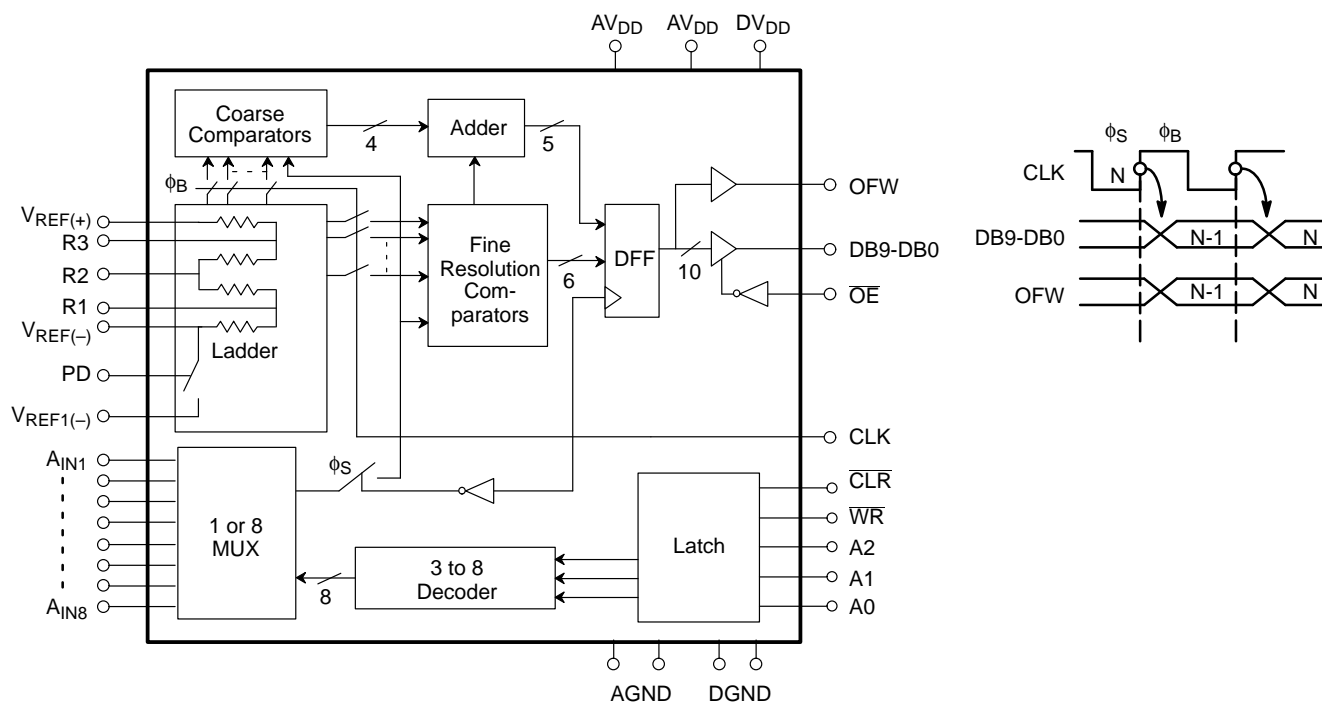 AVDD AVDD DVDD
Coarse
Comparators
4
Adder
5
ϕB
VREF(+)
R3
R2
R1
VREF(–)
Ladder
PD
VREF1(–)
Fine
Resolution
Com-
parators
6
DFF
10
OFW
DB9-DB0
OE
CLK
AIN1
AIN8
1 or 8
MUX
ϕS
8
3 to 8
Decoder
Latch
CLR
WR
A2
A1
A0
AGND DGND
ϕS ϕB
CLK N
DB9-DB0 N-1 N
OFW N-1 N